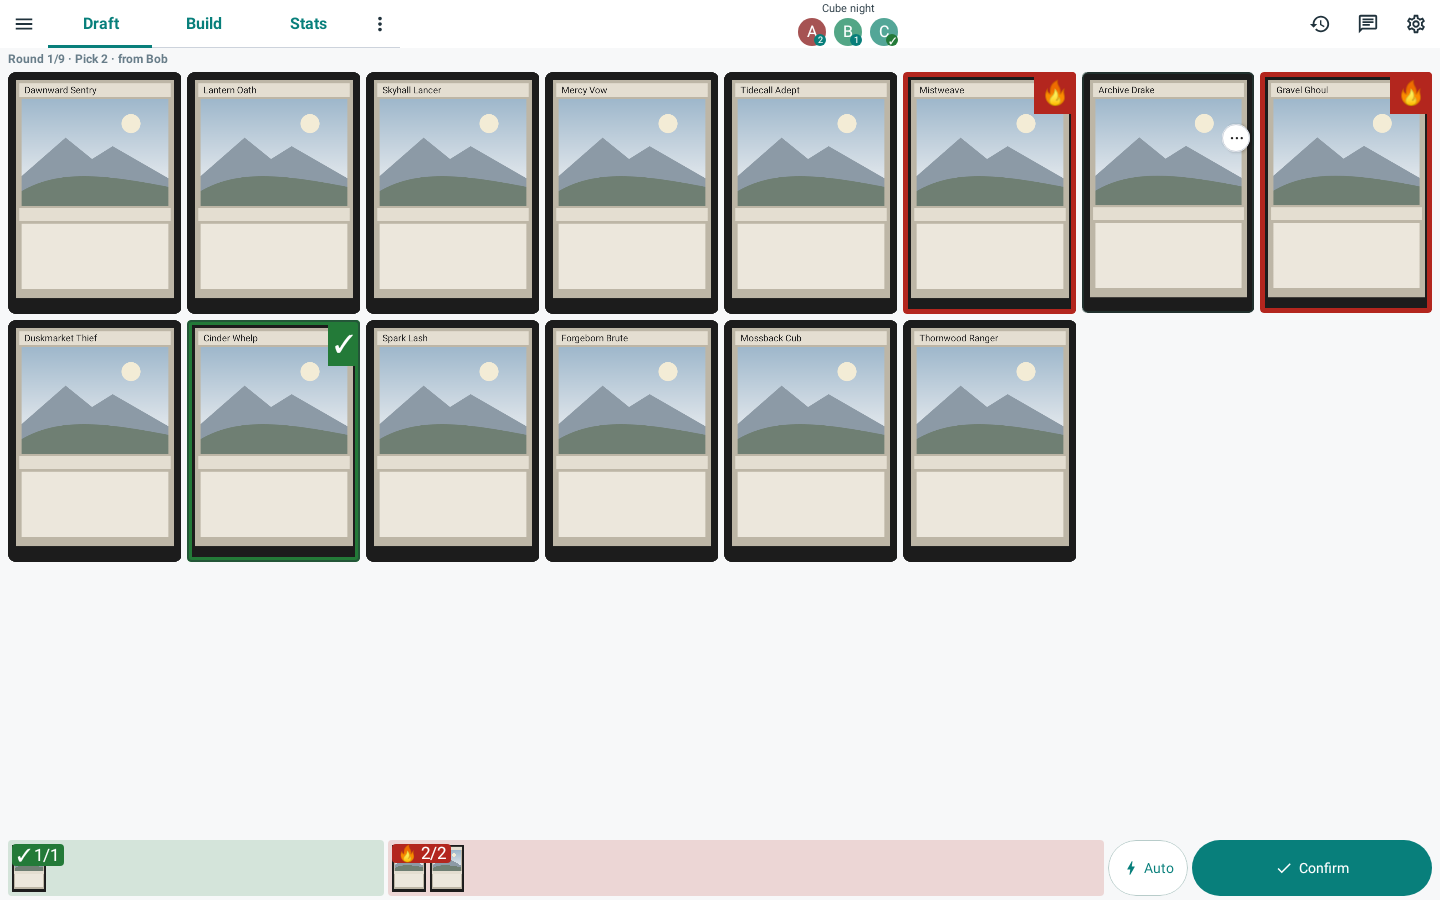 Draft
Build
Stats
Cube night
A
2
B
1
C
Round 1/9 · Pick 2 · from Bob
Dawnward Sentry
Lantern Oath
Skyhall Lancer
Mercy Vow
Tidecall Adept
Mistweave
Archive Drake
Gravel Ghoul
Duskmarket Thief
Cinder Whelp
Spark Lash
Forgeborn Brute
Mossback Cub
Thornwood Ranger
1/1
2/2
Auto
Confirm